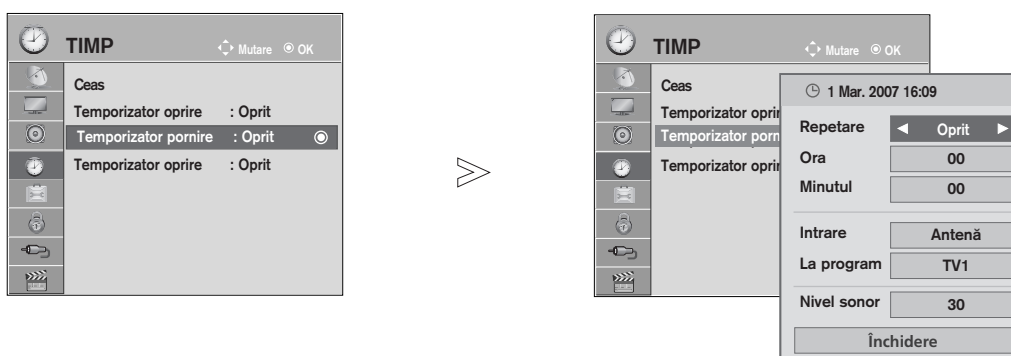 TIMP
Mutare OK
Ceas
Temporizator oprire : Oprit
Temporizator pornire : Oprit
Temporizator oprire : Oprit
TIMP
Mutare OK
Ceas
Temporizator oprir
Temporizator porn
Temporizator oprir
1 Mar. 2007 16:09
Repetare ◄ Oprit ►
Ora 00
Minutul 00
Intrare Antenă
La program TV1
Nivel sonor 30
Închidere